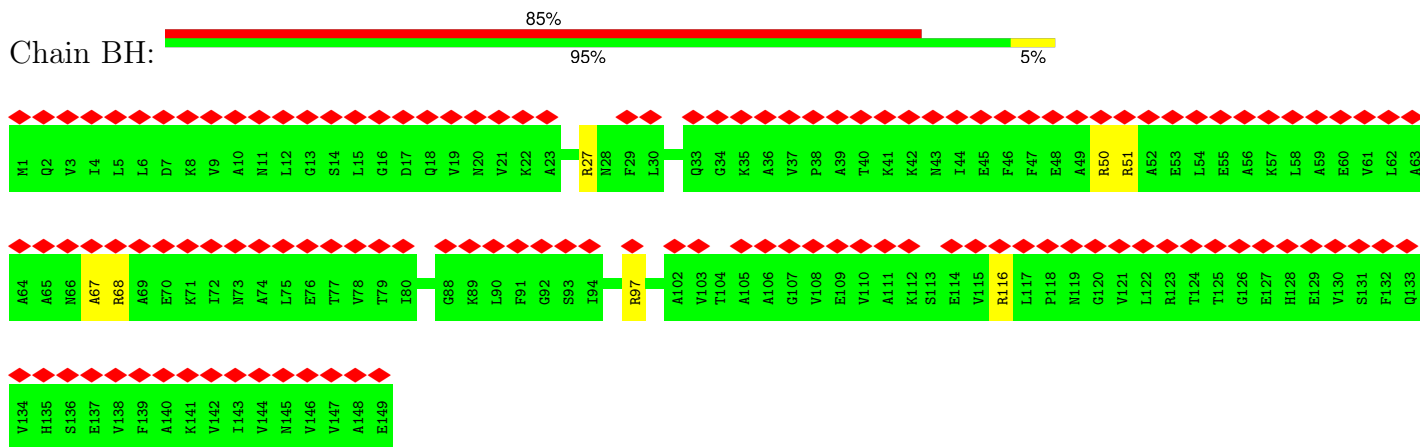 85%
Chain BH:
95% 5%
M1 Q2 V3 I4 L5 L6 D7 K8 V9 A10 N11 L12 G13 S14 L15 G16 D17 Q18 V19 N20 V21 K22 A23 R27 N28 F29 L30 Q33 G34 K35 A36 V37 P38 A39 T40 K41 K42 N43 I44 E45 F46 F47 E48 A49 R50 R51 A52 E53 L54 E55 A56 K57 L58 A59 E60 V61 L62 A63
A64 A65 N66 A67 R68 A69 E70 K71 I72 N73 A74 L75 E76 T77 V78 T79 I80 G88 K89 L90 F91 G92 S93 I94 R97 A102 V103 T104 A105 A106 G107 V108 E109 V110 A111 K112 S113 E114 V115 R116 L117 P118 N119 G120 V121 L122 R123 T124 T125 G126 E127 H128 E129 V130 S131 F132 Q133
V134 H135 S136 E137 V138 F139 A140 K141 V142 I143 V144 N145 V146 V147 A148 E149